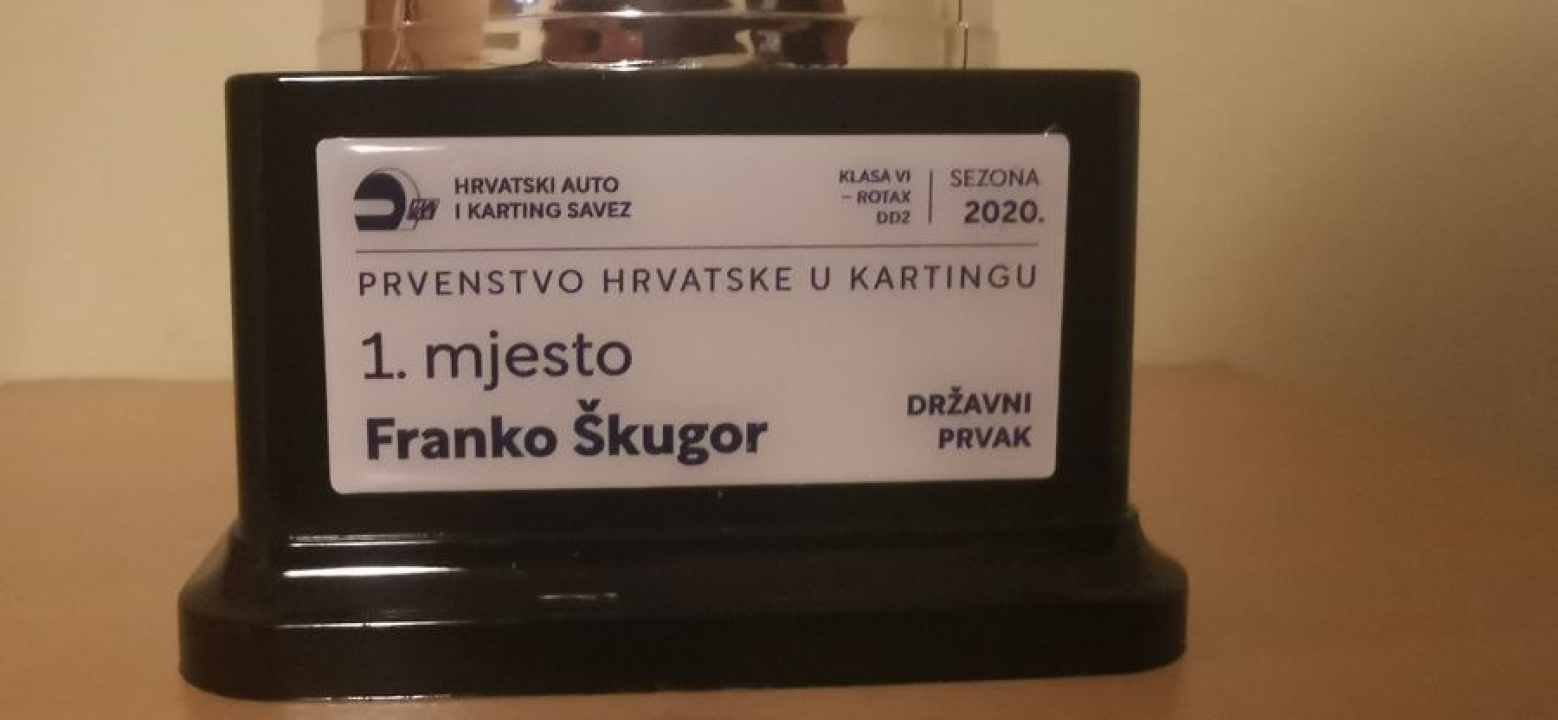 HRVATSKI AUTO
I KARTING SAVEZ
KLASA VI
– ROTAX
DD2
SEZONA
2020.
PRVENSTVO HRVATSKE U KARTINGU
1. mjesto
Franko Škugor
DRŽAVNI
PRVAK